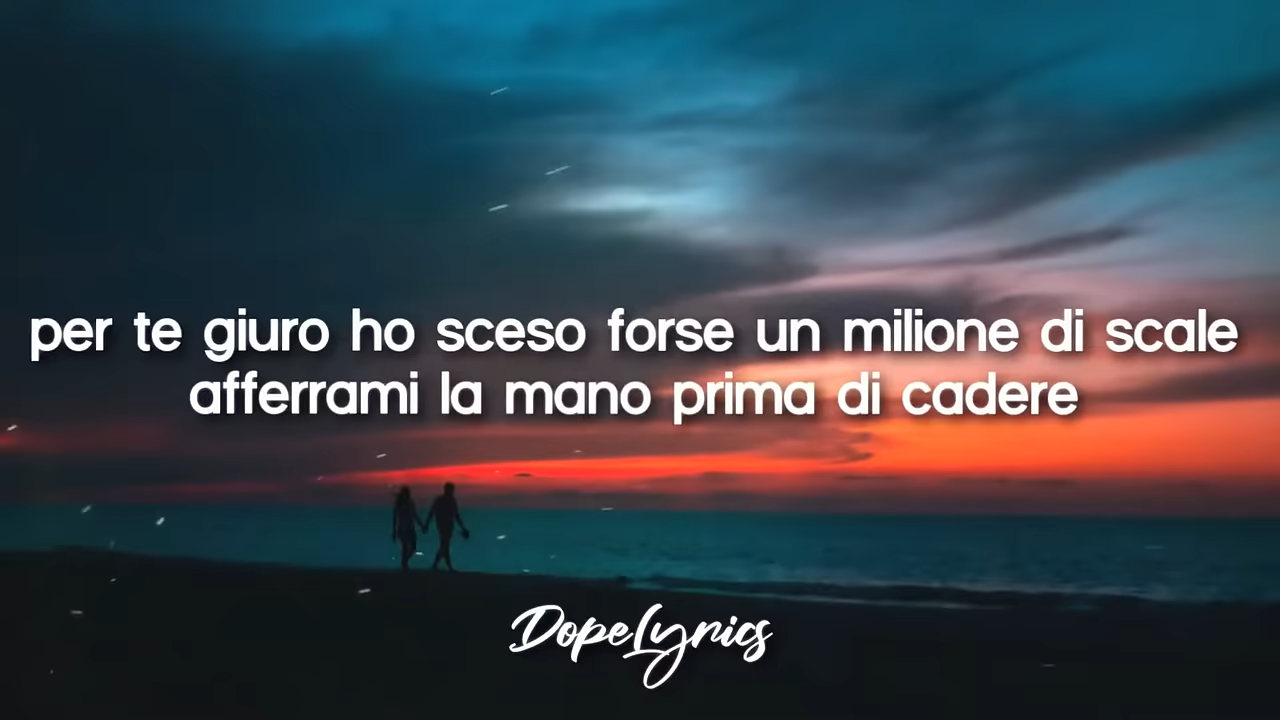 per te giuro ho sceso forse un milione di scale
afferrami la mano prima di cadere
DopeLyrics